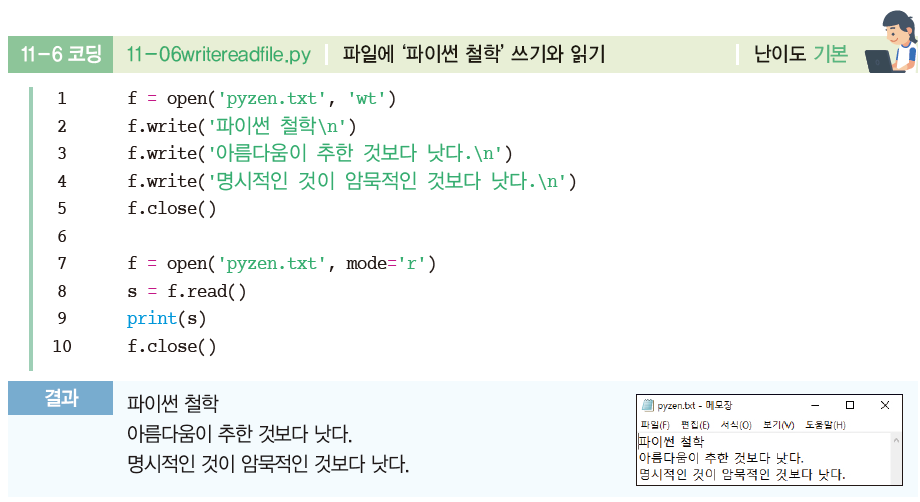 11-6 코딩 11-06writereadfile.py 파일에 ‘파이썬 철학’ 쓰기와 읽기 난이도 기본
1 f = open('pyzen.txt', 'wt')
2 f.write('파이썬 철학\n')
3 f.write('아름다움이 추한 것보다 낫다.\n')
4 f.write('명시적인 것이 암묵적인 것보다 낫다.\n')
5 f.close()
6
7 f = open('pyzen.txt', mode='r')
8 s = f.read()
9 print(s)
10 f.close()
결과
파이썬 철학
아름다움이 추한 것보다 낫다.
명시적인 것이 암묵적인 것보다 낫다.
pyzen.txt - 메모장
파일(F) 편집(E) 서식(O) 보기(V) 도움말(H)
파이썬 철학
아름다움이 추한 것보다 낫다.
명시적인 것이 암묵적인 것보다 낫다.